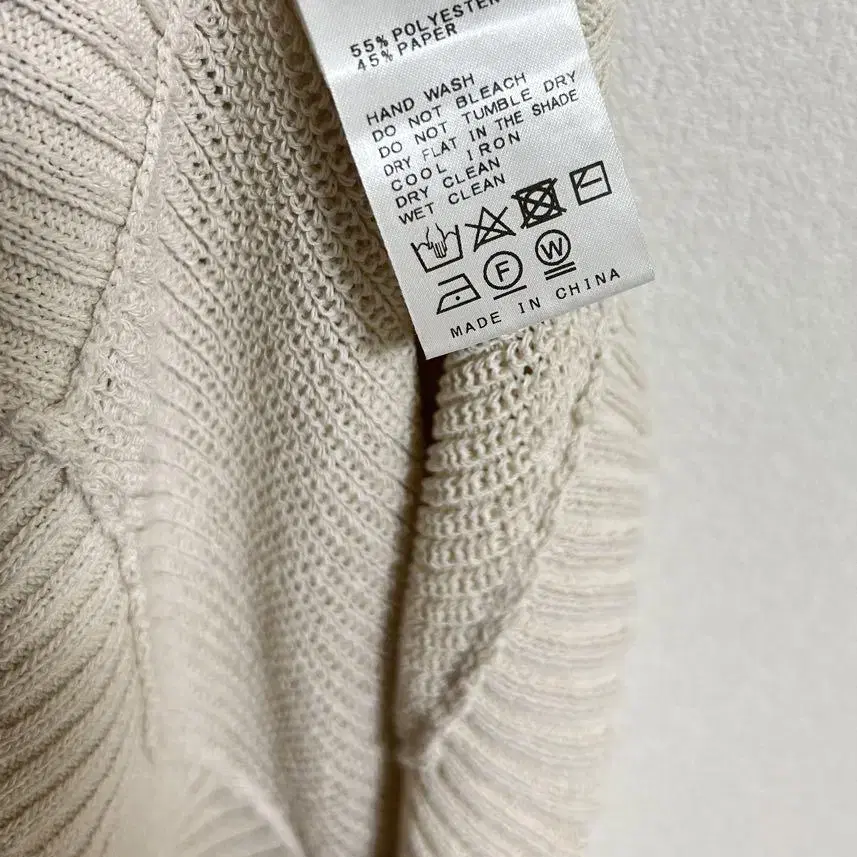 55% POLYESTER
45% PAPER
HAND WASH
DO NOT BLEACH
DO NOT TUMBLE DRY
DRY FLAT IN THE SHADE
COOL IRON
DRY CLEAN
WET CLEAN
F W
MADE IN CHINA